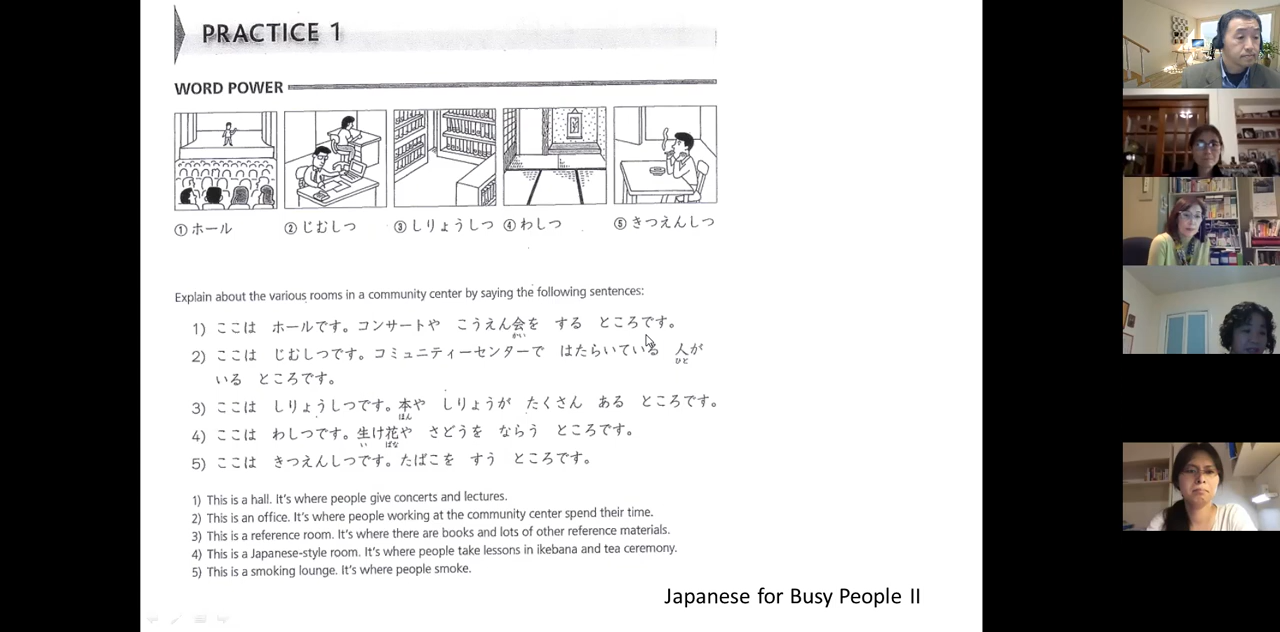 PRACTICE 1
WORD POWER
① ホール ② じむしつ ③ しりょうしつ ④ わしつ ⑤ きつえんしつ
Explain about the various rooms in a community center by saying the following sentences:
1) ここは ホールです。コンサートや こうえん会を する ところです。
かい
2) ここは じむしつです。コミュニティーセンターで はたらいている 人が
ひと
いる ところです。
3) ここは しりょうしつです。本や しりょうが たくさん ある ところです。
ほん
4) ここは わしつです。生け花や さどうを ならう ところです。
い ばな
5) ここは きつえんしつです。たばこを すう ところです。
1) This is a hall. It's where people give concerts and lectures.
2) This is an office. It's where people working at the community center spend their time.
3) This is a reference room. It's where there are books and lots of other reference materials.
4) This is a Japanese-style room. It's where people take lessons in ikebana and tea ceremony.
5) This is a smoking lounge. It's where people smoke.
Japanese for Busy People II